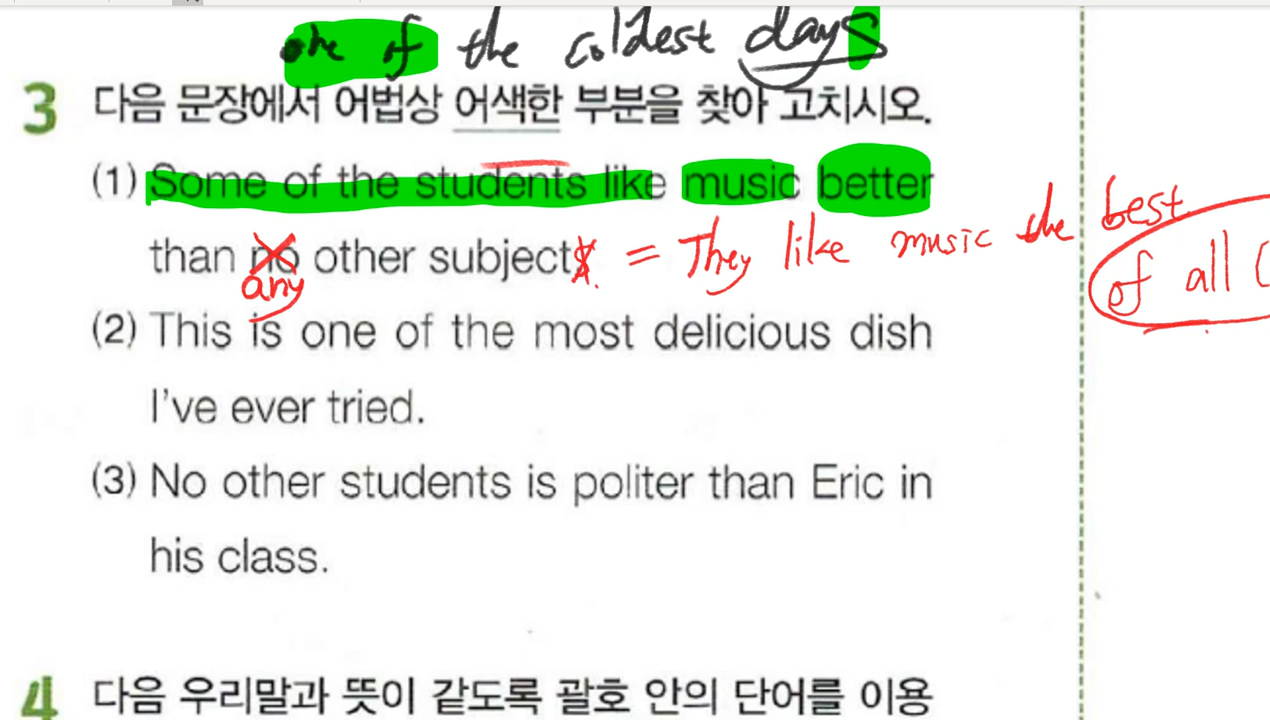 one of the coldest days
3 다음 문장에서 어법상 어색한 부분을 찾아 고치시오.
(1) Some of the students like music better
than no other subjects = They like music the best
any
of all (
(2) This is one of the most delicious dish
I've ever tried.
(3) No other students is politer than Eric in
his class.
4 다음 우리말과 뜻이 같도록 괄호 안의 단어를 이용